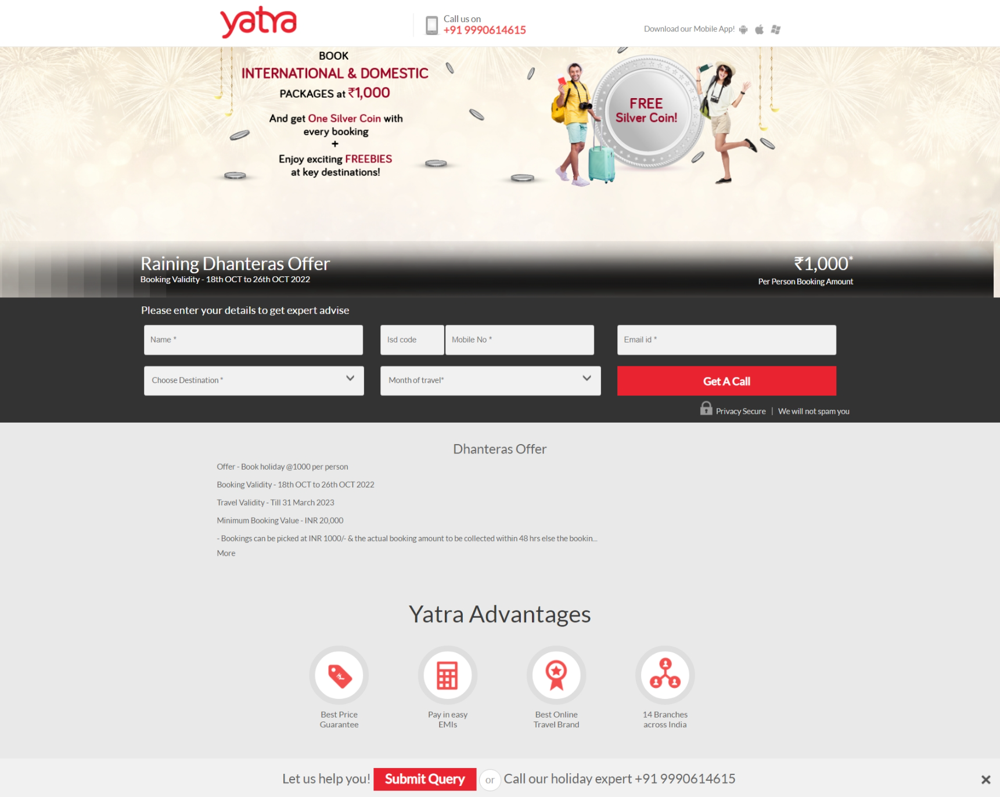 yatra
Call us on
+91 9990614615
Download our Mobile App!
BOOK
INTERNATIONAL & DOMESTIC
PACKAGES at ₹1,000
And get One Silver Coin with
every booking
+
Enjoy exciting FREEBIES
at key destinations!
FREE
Silver Coin!
Raining Dhanteras Offer
Booking Validity - 18th OCT to 26th OCT 2022
₹1,000*
Per Person Booking Amount
Please enter your details to get expert advise
Name *
Isd code
Mobile No *
Email id *
Choose Destination *
Month of travel*
Get A Call
Privacy Secure | We will not spam you
Dhanteras Offer
Offer - Book holiday @1000 per person
Booking Validity - 18th OCT to 26th OCT 2022
Travel Validity - Till 31 March 2023
Minimum Booking Value - INR 20,000
- Bookings can be picked at INR 1000/- & the actual booking amount to be collected within 48 hrs else the bookin...
More
Yatra Advantages
Best Price
Guarantee
Pay in easy
EMIs
Best Online
Travel Brand
14 Branches
across India
Let us help you! Submit Query or Call our holiday expert +91 9990614615